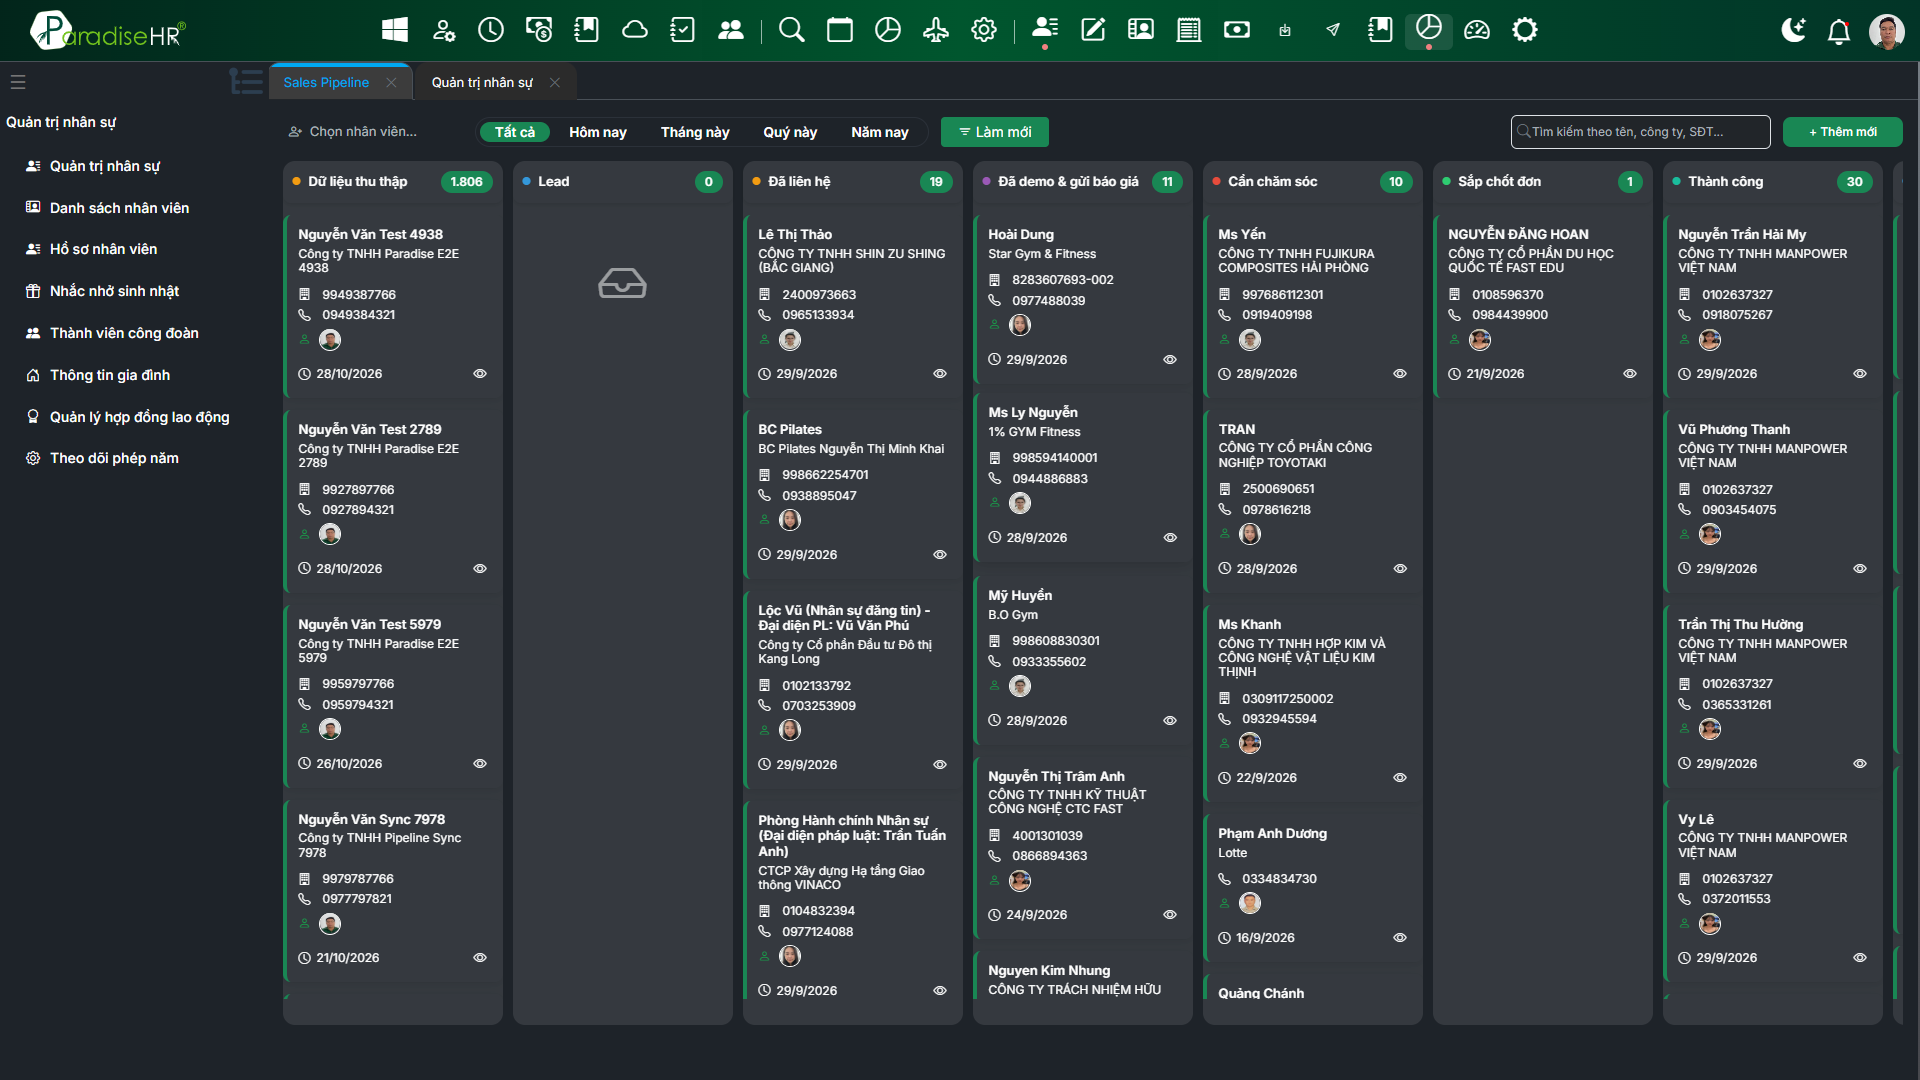 ParadiseHR®
Sales Pipeline
Quản trị nhân sự
Quản trị nhân sự
Quản trị nhân sự
Danh sách nhân viên
Hồ sơ nhân viên
Nhắc nhở sinh nhật
Thành viên công đoàn
Thông tin gia đình
Quản lý hợp đồng lao động
Theo dõi phép năm
Chọn nhân viên...
Tất cả
Hôm nay
Tháng này
Quý này
Năm nay
Làm mới
Tìm kiếm theo tên, công ty, SĐT...
+ Thêm mới
Dữ liệu thu thập
1.806
Nguyễn Văn Test 4938
Công ty TNHH Paradise E2E
4938
9949387766
0949384321
28/10/2026
Nguyễn Văn Test 2789
Công ty TNHH Paradise E2E
2789
9927897766
0927894321
28/10/2026
Nguyễn Văn Test 5979
Công ty TNHH Paradise E2E
5979
9959797766
0959794321
26/10/2026
Nguyễn Văn Sync 7978
Công ty TNHH Pipeline Sync
7978
9979787766
0977797821
21/10/2026
Lead
0
Đã liên hệ
19
Lê Thị Thảo
CÔNG TY TNHH SHIN ZU SHING
(BẮC GIANG)
2400973663
0965133934
29/9/2026
BC Pilates
BC Pilates Nguyễn Thị Minh Khai
998662254701
0938895047
29/9/2026
Lộc Vũ (Nhân sự đăng tin) -
Đại diện PL: Vũ Văn Phú
Công ty Cổ phần Đầu tư Đô thị
Kang Long
0102133792
0703253909
29/9/2026
Phòng Hành chính Nhân sự
(Đại diện pháp luật: Trần Tuấn
Anh)
CTCP Xây dựng Hạ tầng Giao
thông VINACO
0104832394
0977124088
29/9/2026
Đã demo & gửi báo giá
11
Hoài Dung
Star Gym & Fitness
8283607693-002
0977488039
29/9/2026
Ms Ly Nguyễn
1% GYM Fitness
998594140001
0944886883
28/9/2026
Mỹ Huyền
B.O Gym
998608830301
0933355602
28/9/2026
Nguyễn Thị Trâm Anh
CÔNG TY TNHH KỸ THUẬT
CÔNG NGHỆ CTC FAST
4001301039
0866894363
24/9/2026
Nguyen Kim Nhung
CÔNG TY TRÁCH NHIỆM HỮU
Cần chăm sóc
10
Ms Yến
CÔNG TY TNHH FUJIKURA
COMPOSITES HẢI PHÒNG
997686112301
0919409198
28/9/2026
TRAN
CÔNG TY CỔ PHẦN CÔNG
NGHIỆP TOYOTAKI
2500690651
0978616218
28/9/2026
Ms Khanh
CÔNG TY TNHH HỢP KIM VÀ
CÔNG NGHỆ VẬT LIỆU KIM
THỊNH
0309117250002
0932945594
22/9/2026
Phạm Anh Dương
Lotte
0334834730
16/9/2026
Quảng Chánh
Sắp chốt đơn
1
NGUYỄN ĐĂNG HOAN
CÔNG TY CỔ PHẦN DU HỌC
QUỐC TẾ FAST EDU
0108596370
0984439900
21/9/2026
Thành công
30
Nguyễn Trần Hải My
CÔNG TY TNHH MANPOWER
VIỆT NAM
0102637327
0918075267
29/9/2026
Vũ Phương Thanh
CÔNG TY TNHH MANPOWER
VIỆT NAM
0102637327
0903454075
29/9/2026
Trần Thị Thu Hường
CÔNG TY TNHH MANPOWER
VIỆT NAM
0102637327
0365331261
29/9/2026
Vy Lê
CÔNG TY TNHH MANPOWER
VIỆT NAM
0102637327
0372011553
29/9/2026